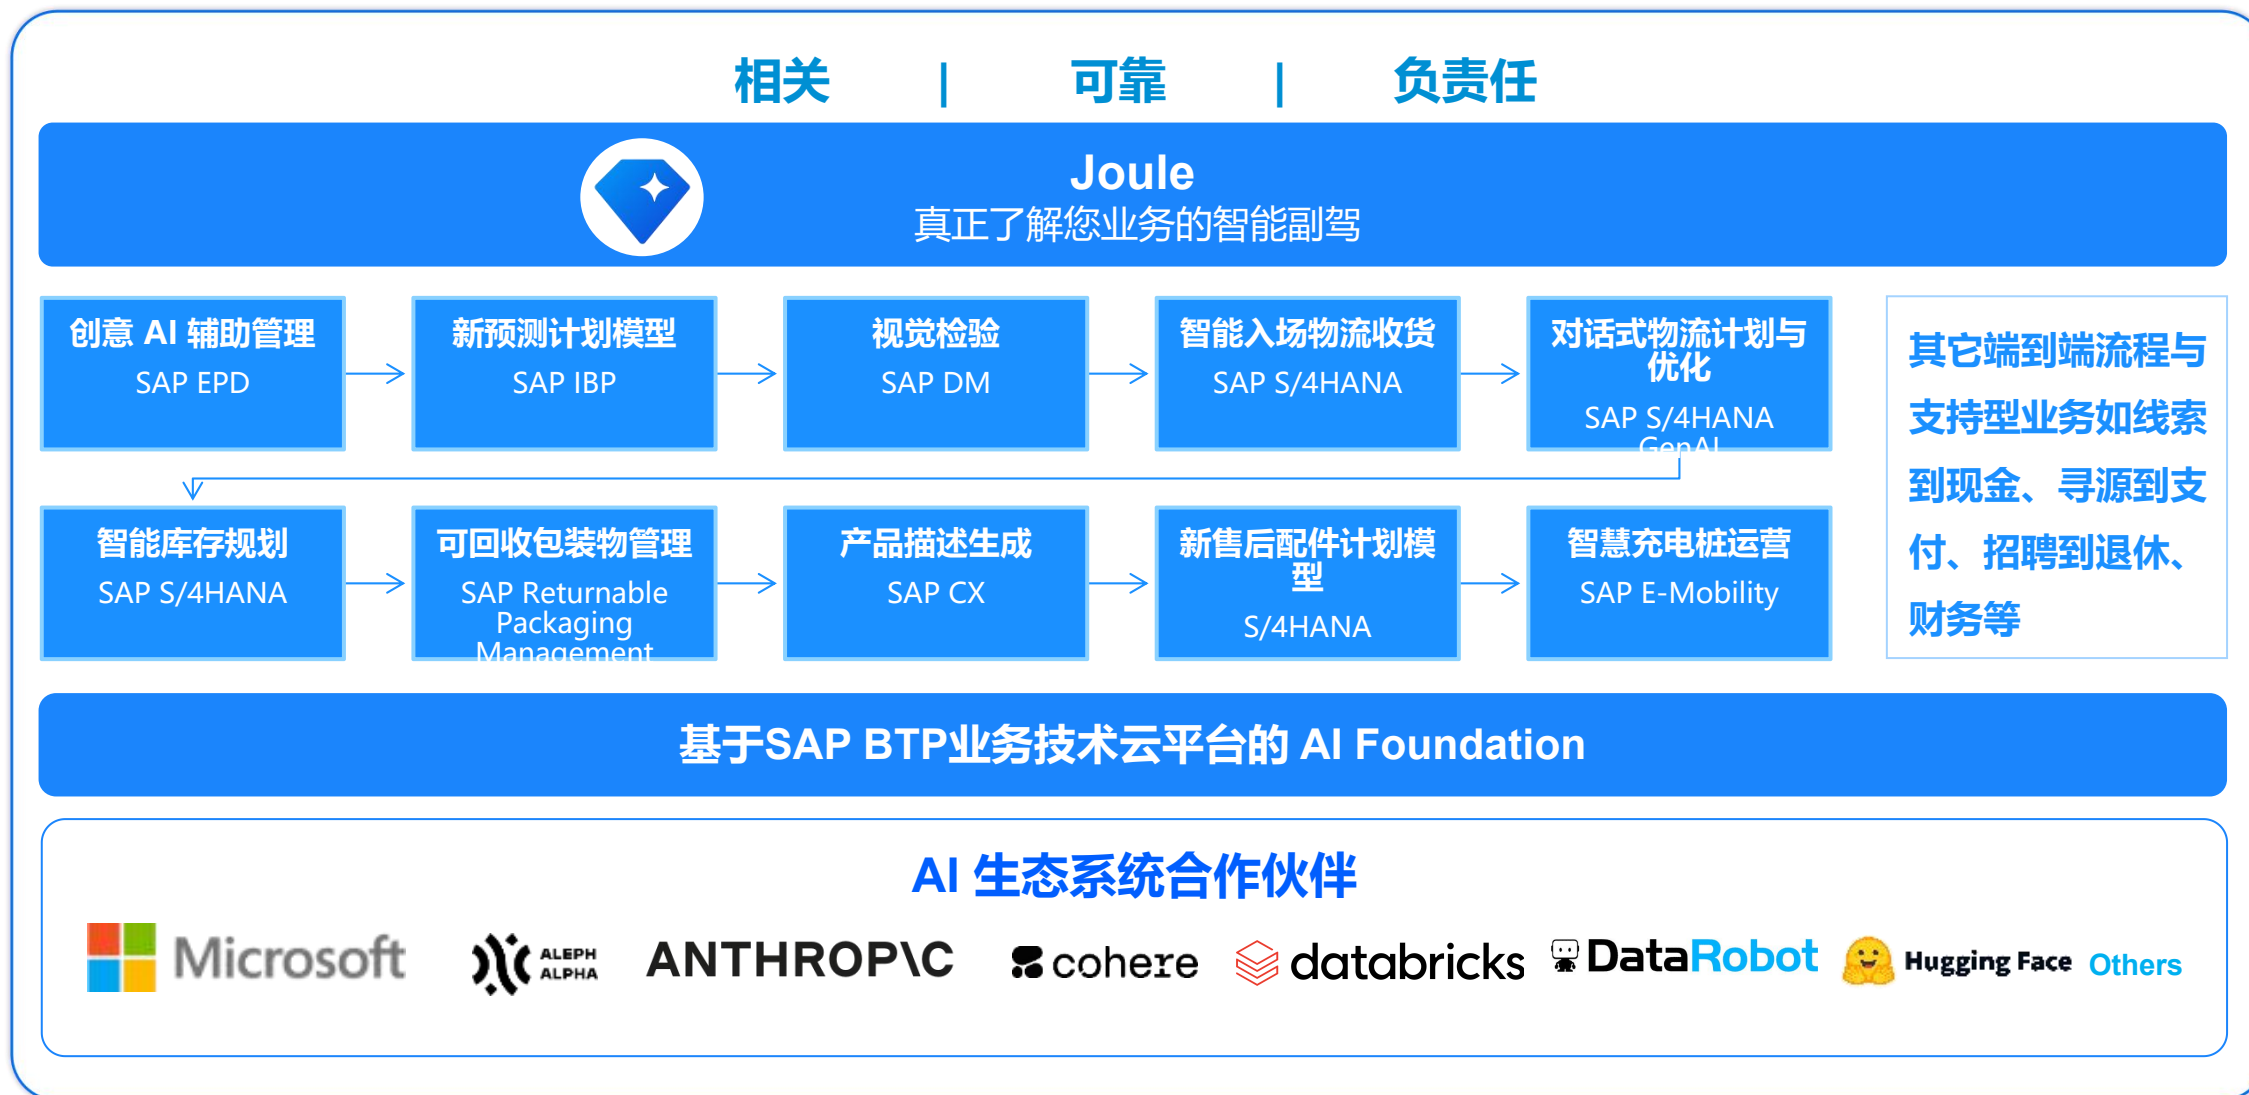 相关 | 可靠 | 负责任
Joule
真正了解您业务的智能副驾
创意 AI 辅助管理
SAP EPD
新预测计划模型
SAP IBP
视觉检验
SAP DM
智能入场物流收货
SAP S/4HANA
对话式物流计划与
优化
SAP S/4HANA
GenAI
其它端到端流程与
支持型业务如线索
到现金、寻源到支
付、招聘到退休、
财务等
智能库存规划
SAP S/4HANA
可回收包装物管理
SAP Returnable
Packaging
Management
产品描述生成
SAP CX
新售后配件计划模
型
S/4HANA
智慧充电桩运营
SAP E-Mobility
基于SAP BTP业务技术云平台的 AI Foundation
AI 生态系统合作伙伴
Microsoft
ALEPH
ALPHA
ANTHROP\C
cohere
databricks
DataRobot
Hugging Face
Others